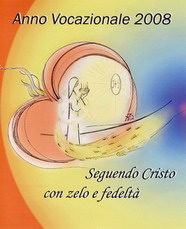 Anno Vocazionale 2008
Seguendo Cristo
con zelo e fedeltà